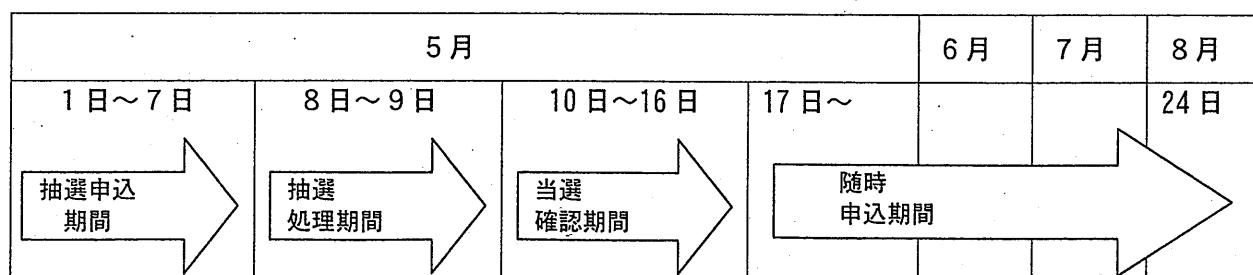 5月
6月
7月
8月
1日～7日
8日～9日
10日～16日
17日～
24日
抽選申込
期間
抽選
処理期間
当選
確認期間
随時
申込期間